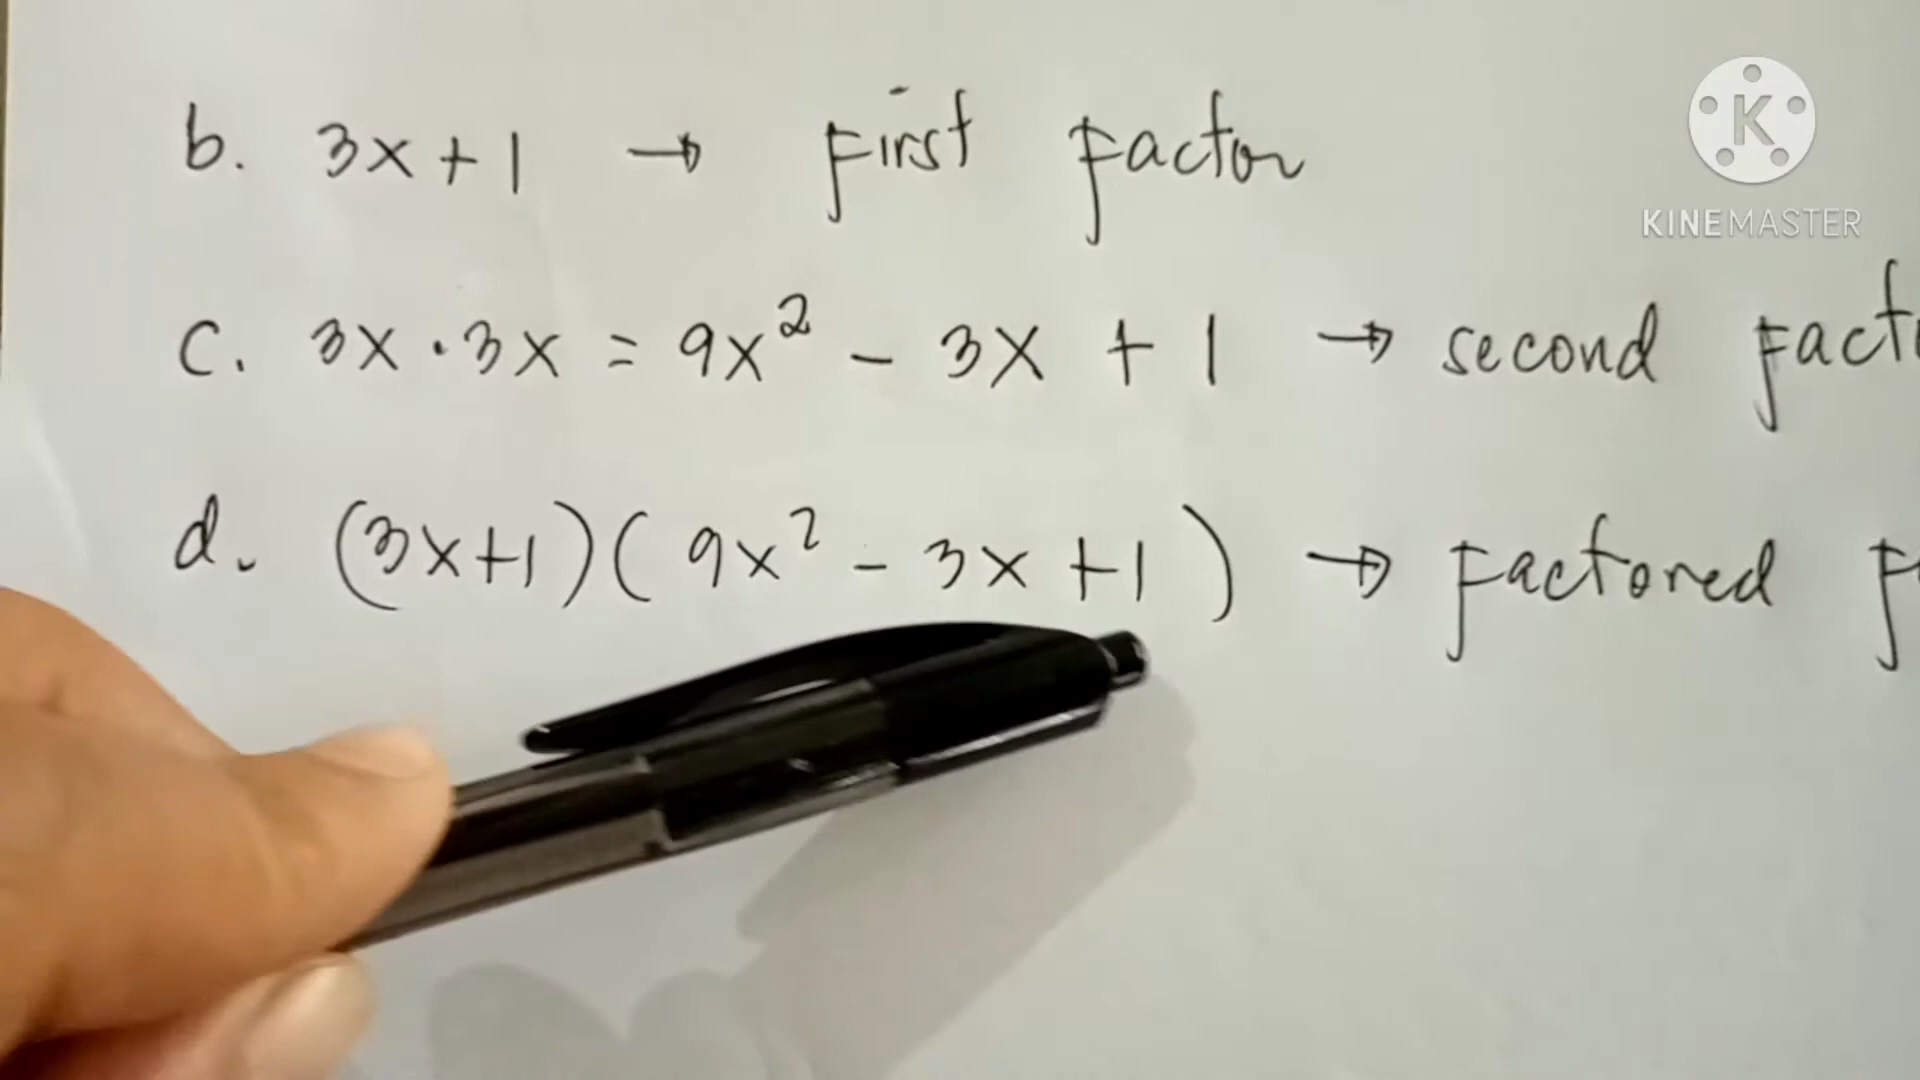 b. 3x + 1 → First Factor
KINEMASTER
c. 3x · 3x = 9x² - 3x + 1 → second
d. (3x+1)(9x² - 3x +1) → Factored